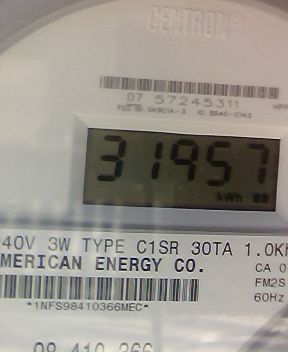 CENTRON®
07 57245311
31957
kWh
40V 3W TYPE C1SR 30TA 1.0K
MERICAN ENERGY CO.
CA 0
FM2S
60Hz
*1NFS98410366MEC*
98 410 366